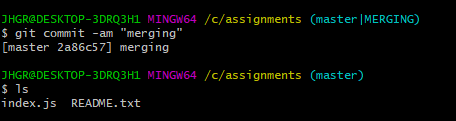 JHGR@DESKTOP-3DRQ3H1 MINGW64 /c/assignments (master|MERGING)
$ git commit -am "merging"
[master 2a86c57] merging
JHGR@DESKTOP-3DRQ3H1 MINGW64 /c/assignments (master)
$ ls
index.js  README.txt